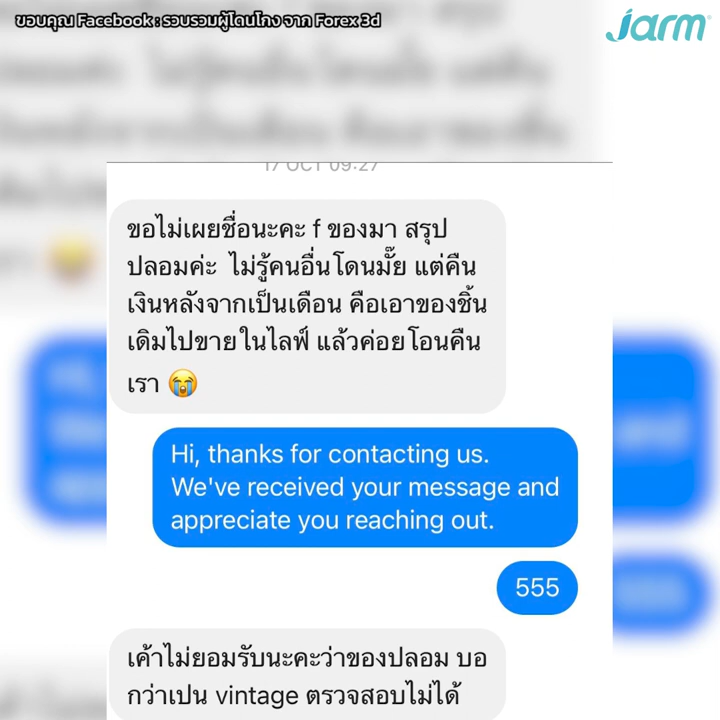 ขอบคุณ Facebook : รวบรวมผู้โดนโกง จาก Forex 3d
Jarm
17 OCT 09:27
ขอไม่เผยชื่อนะคะ f ของมา สรุป
ปลอมค่ะ ไม่รู้คนอื่นโดนมั๊ย แต่คืน
เงินหลังจากเป็นเดือน คือเอาของชิ้น
เดิมไปขายในไลฟ์ แล้วค่อยโอนคืน
เรา 😭
Hi, thanks for contacting us.
We've received your message and
appreciate you reaching out.
555
เค้าไม่ยอมรับนะคะว่าของปลอม บอ
กว่าเปน vintage ตรวจสอบไม่ได้